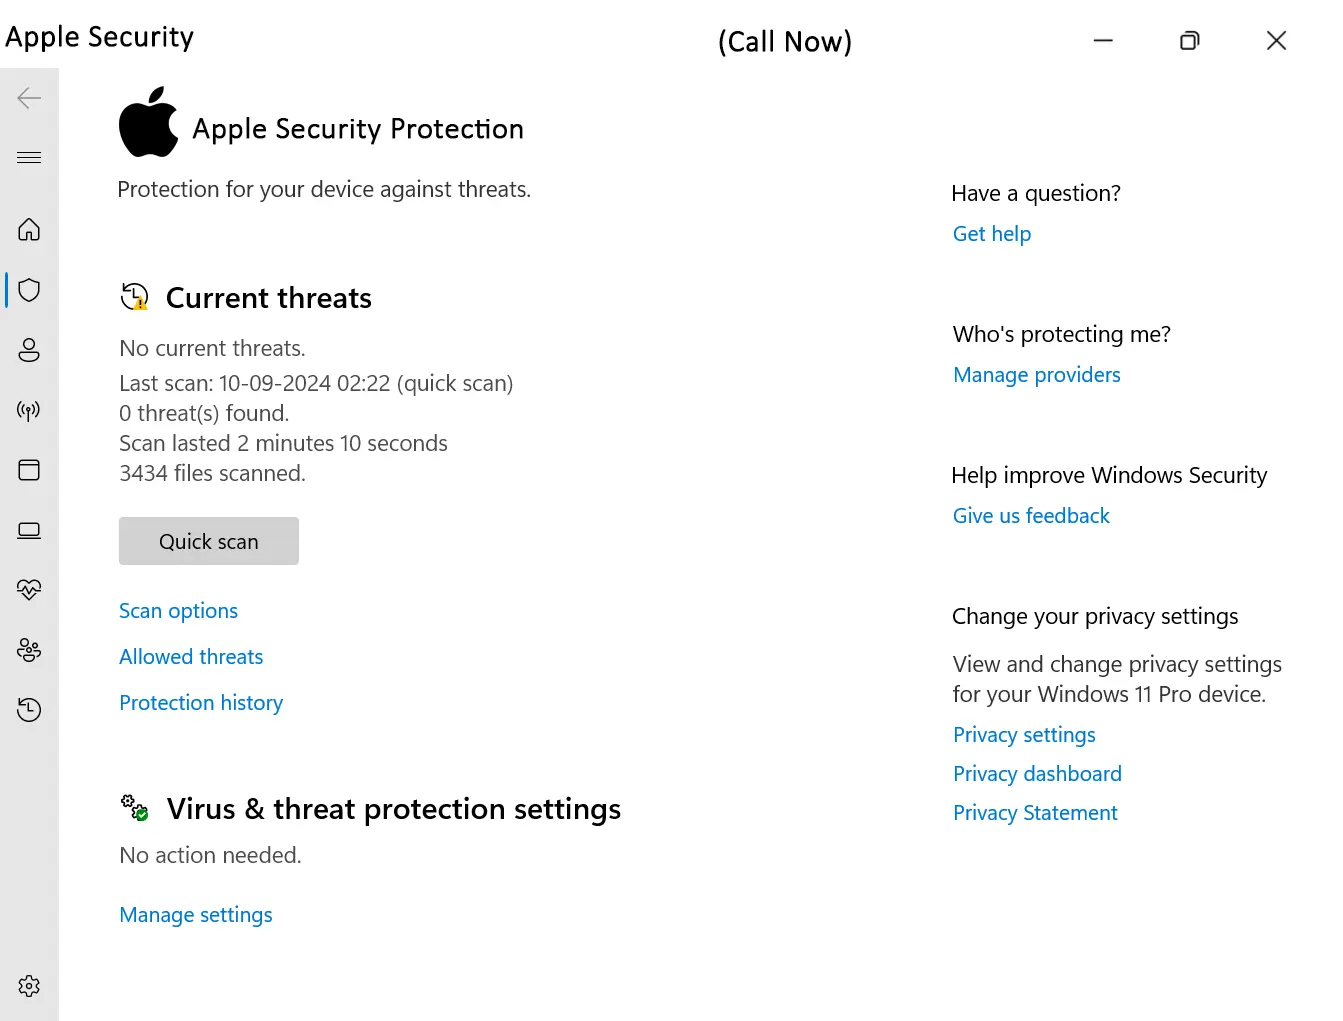 Apple Security
(Call Now)
Apple Security Protection
Protection for your device against threats.
Current threats
No current threats.
Last scan: 10-09-2024 02:22 (quick scan)
0 threat(s) found.
Scan lasted 2 minutes 10 seconds
3434 files scanned.
Quick scan
Scan options
Allowed threats
Protection history
Virus & threat protection settings
No action needed.
Manage settings
Have a question?
Get help
Who's protecting me?
Manage providers
Help improve Windows Security
Give us feedback
Change your privacy settings
View and change privacy settings
for your Windows 11 Pro device.
Privacy settings
Privacy dashboard
Privacy Statement